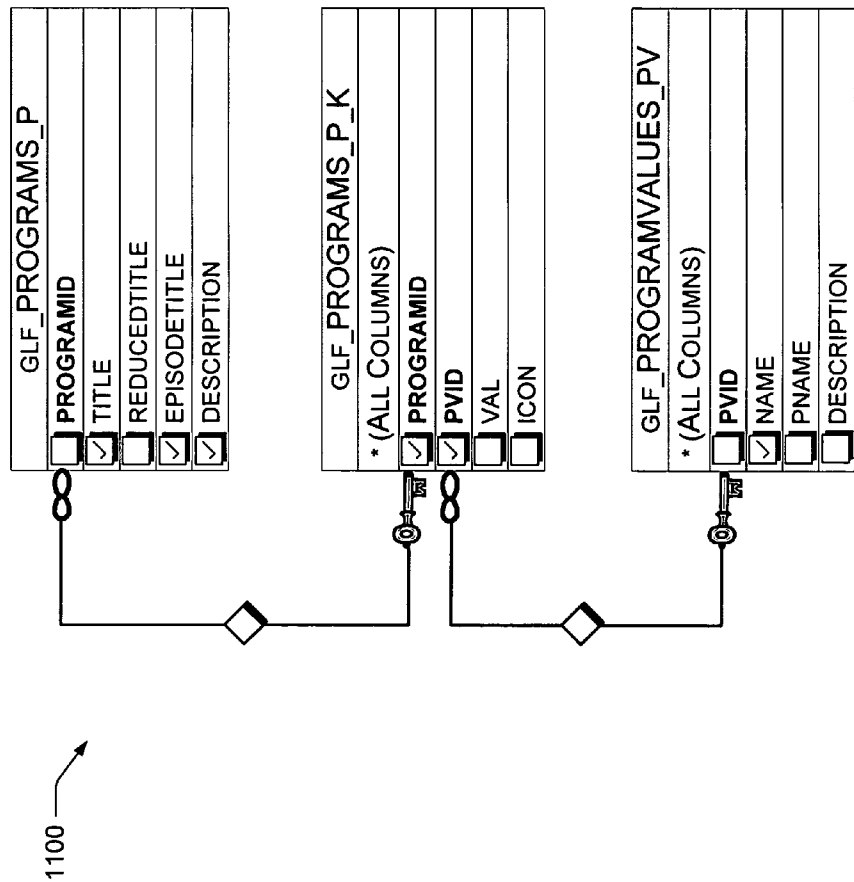 1100
GLF_PROGRAMS_P
PROGRAMID
TITLE
REDUCEDTITLE
EPISODETITLE
DESCRIPTION
GLF_PROGRAMS_P_K
* (ALL COLUMNS)
PROGRAMID
PVID
VAL
ICON
GLF_PROGRAMVALUES_PV
* (ALL COLUMNS)
PVID
NAME
PNAME
DESCRIPTION